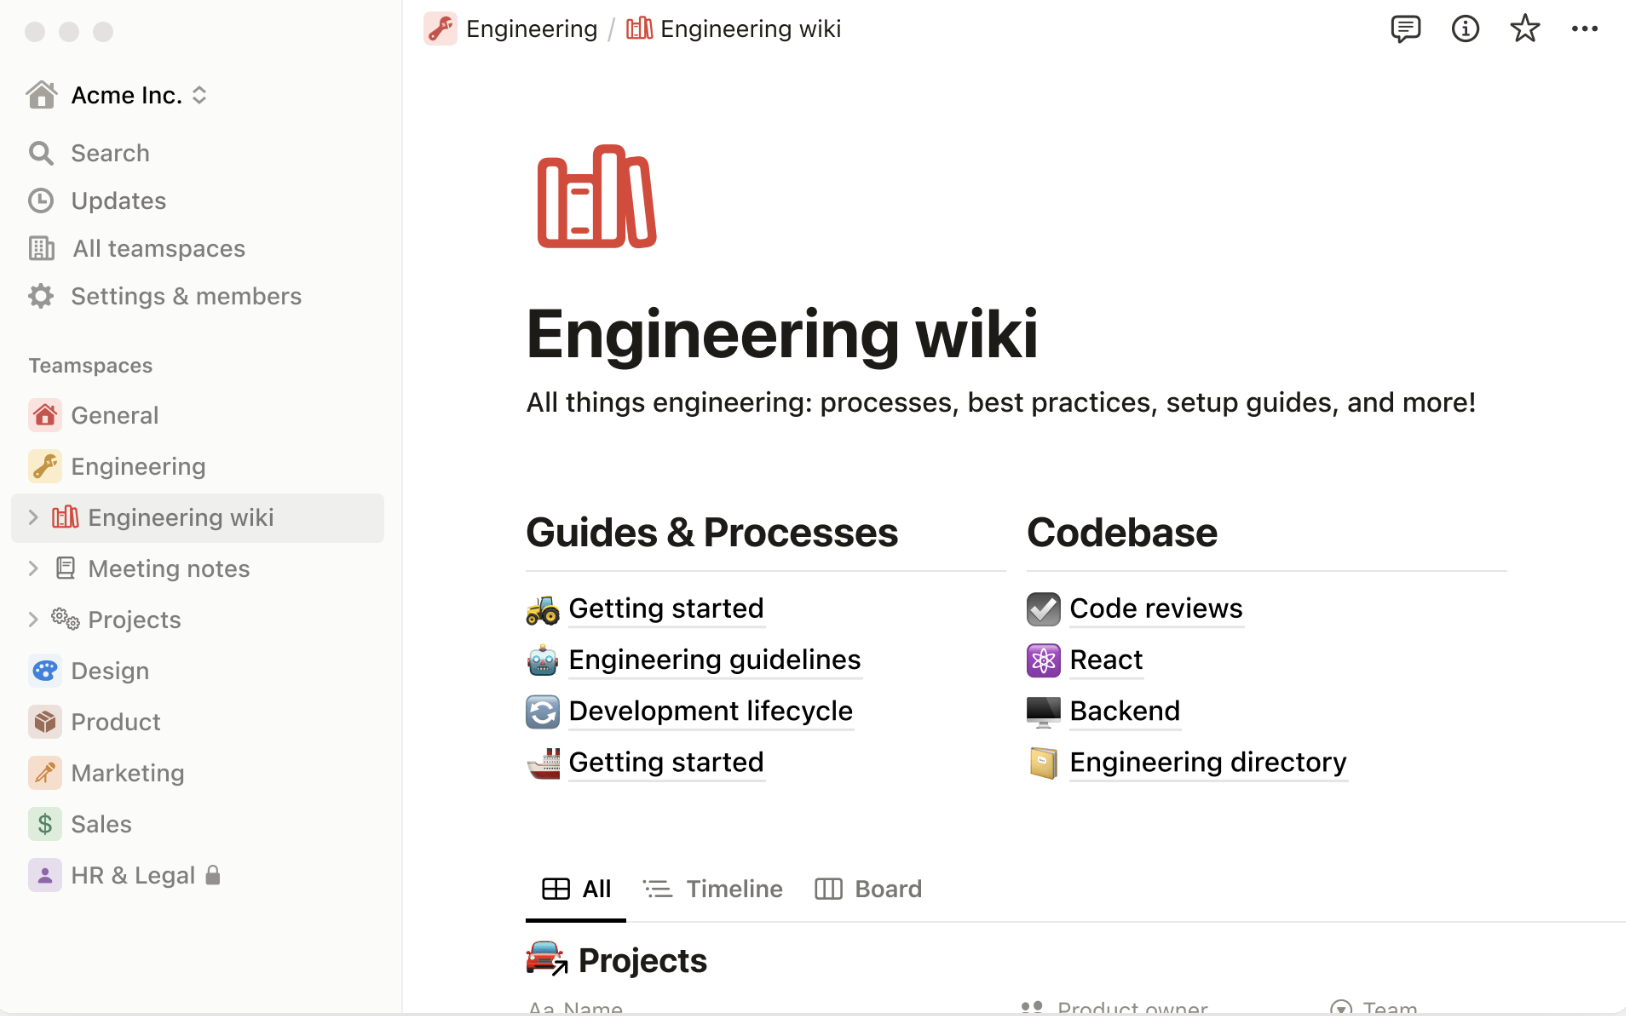 Acme Inc.
Search
Updates
All teamspaces
Settings & members
Teamspaces
General
Engineering
Engineering wiki
Meeting notes
Projects
Design
Product
Marketing
Sales
HR & Legal
Engineering / Engineering wiki
Engineering wiki
All things engineering: processes, best practices, setup guides, and more!
Guides & Processes
Getting started
Engineering guidelines
Development lifecycle
Getting started
Codebase
Code reviews
React
Backend
Engineering directory
All Timeline Board
Projects
Aa Name Product owner Team